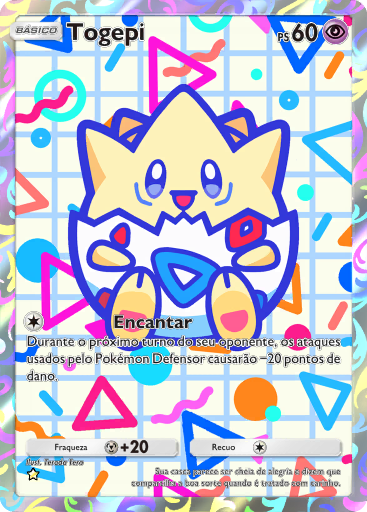 BÁSICO Togepi PS 60
Encantar
Durante o próximo turno do seu oponente, os ataques
usados pelo Pokémon Defensor causarão −20 pontos de
dano.
Fraqueza +20 Recuo
Ilust. Teroda Tera
Sua casca parece ser cheia de alegria e dizem que
compartilha a boa sorte quando é tratado com carinho.